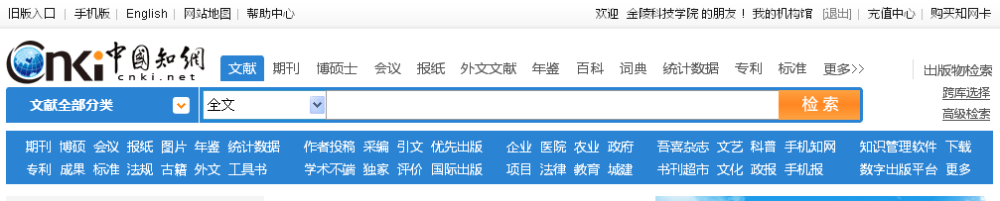 旧版入口 | 手机版 | English | 网站地图 | 帮助中心 欢迎 金陵科技学院 的朋友！ 我的机构馆 [退出] | 充值中心 | 购买知网卡
Cnki 中國知網
cnki.net
文献 期刊 博硕士 会议 报纸 外文文献 年鉴 百科 词典 统计数据 专利 标准 更多>> 出版物检索
文献全部分类 全文 检 索 跨库选择
高级检索
期刊 博硕 会议 报纸 图片 年鉴 统计数据 作者投稿 采编 引文 优先出版 企业 医院 农业 政府 吾喜杂志 文艺 科普 手机知网 知识管理软件 下载
专利 成果 标准 法规 古籍 外文 工具书 学术不端 独家 评价 国际出版 项目 法律 教育 城建 书刊超市 文化 政报 手机报 数字出版平台 更多